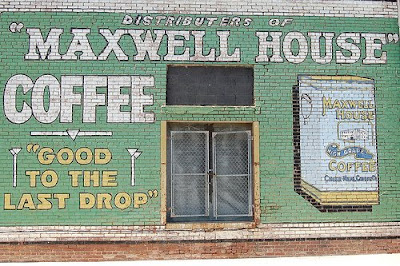 DISTRIBUTERS OF
"MAXWELL HOUSE"
COFFEE
"GOOD
TO THE
LAST DROP"
MAXWELL
HOUSE
COFFEE